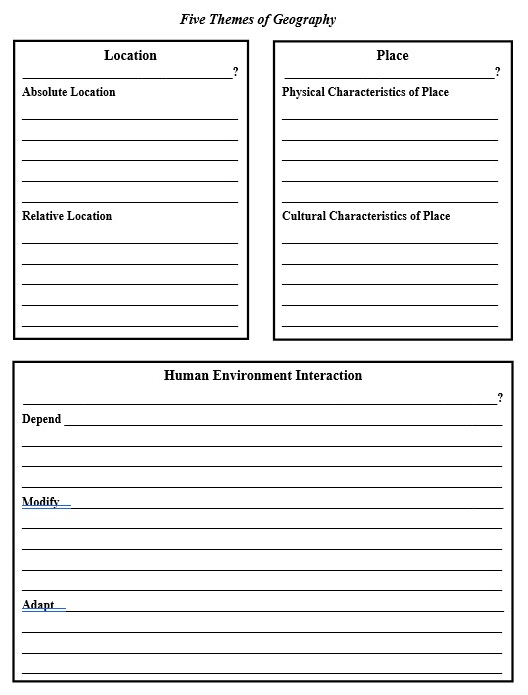 Five Themes of Geography
Location
?
Absolute Location
Relative Location
Place
?
Physical Characteristics of Place
Cultural Characteristics of Place
Human Environment Interaction
?
Depend
Modify
Adapt